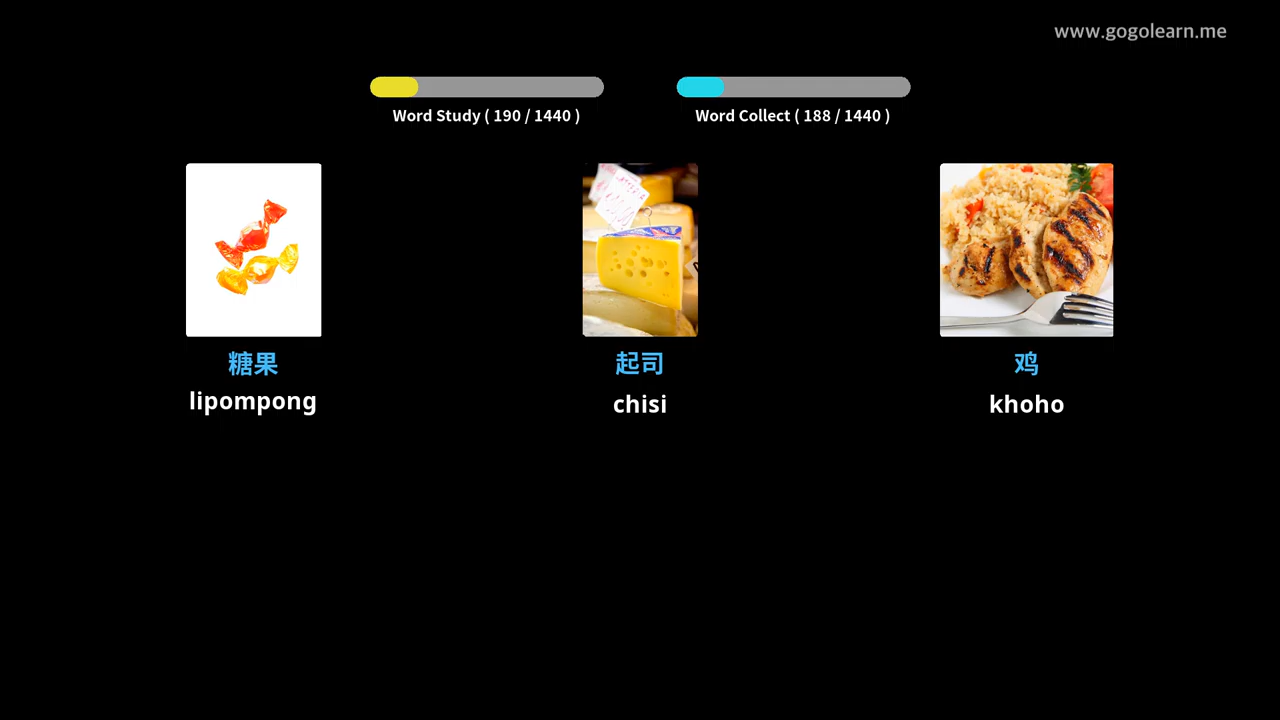 www.gogolearn.me
Word Study ( 190 / 1440 )
Word Collect ( 188 / 1440 )
糖果
起司
鸡
lipompong
chisi
khoho